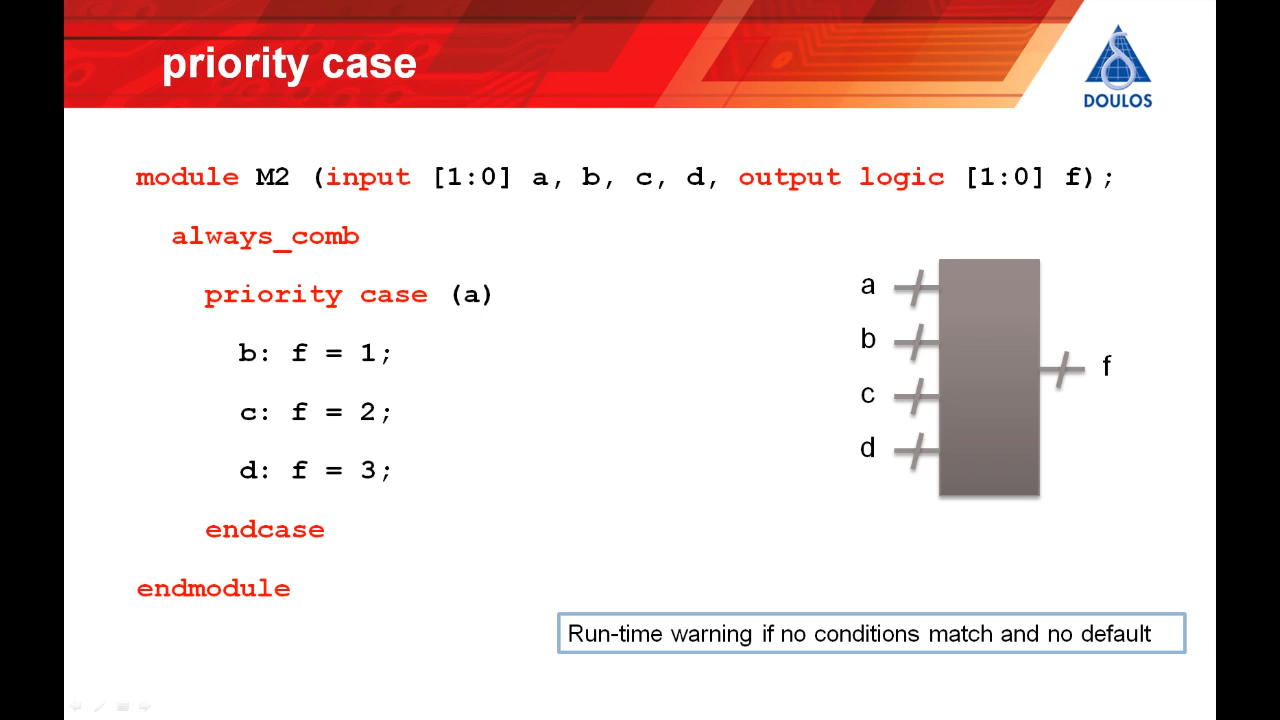 priority case
DOULOS
module M2 (input [1:0] a, b, c, d, output logic [1:0] f);
always_comb
priority case (a)
b: f = 1;
c: f = 2;
d: f = 3;
endcase
endmodule
a
b
c
d
f
Run-time warning if no conditions match and no default